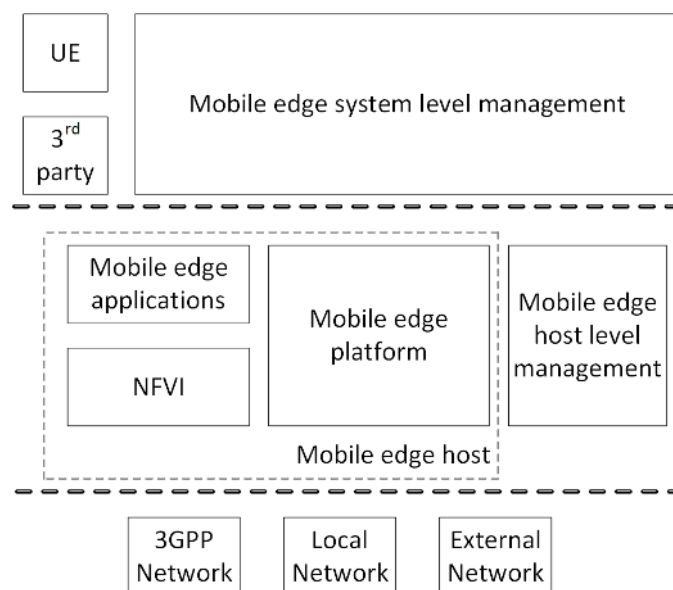 UE
Mobile edge system level management
3rd
party
Mobile edge
applications
Mobile edge
platform
Mobile edge
host level
management
NFVI
Mobile edge host
3GPP
Network
Local
Network
External
Network